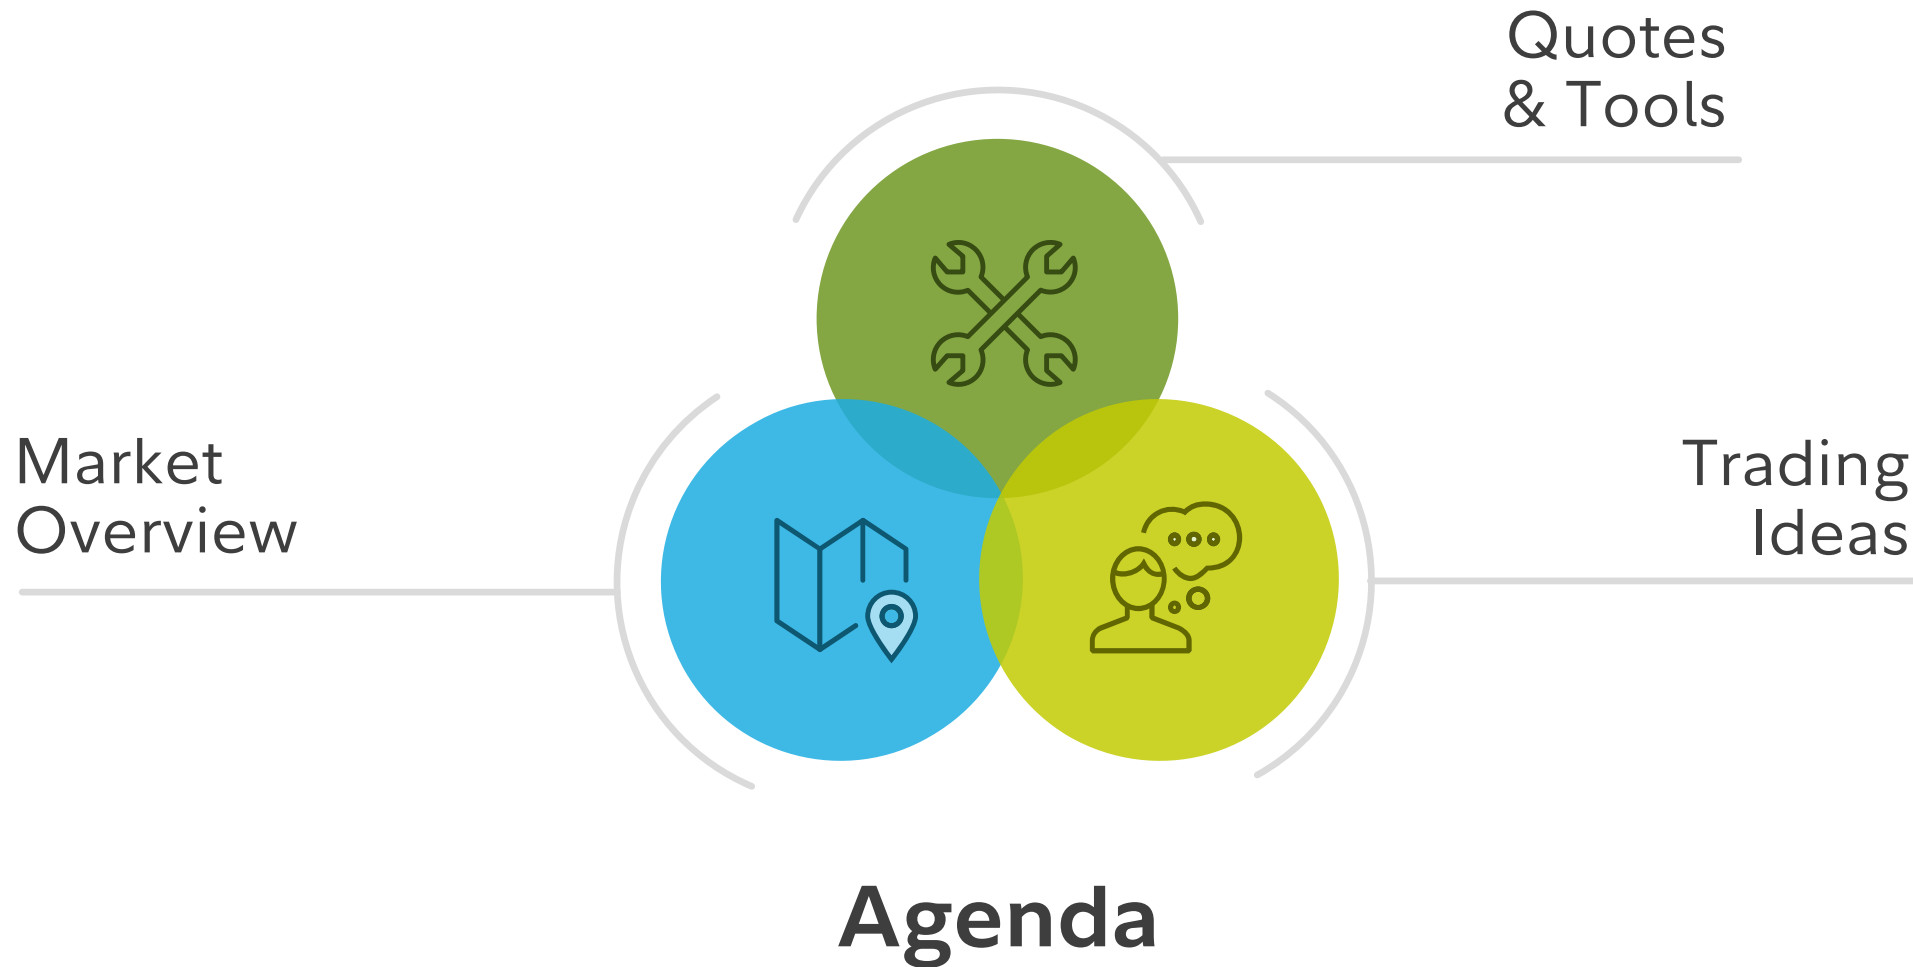 Quotes
& Tools
Market
Overview
Trading
Ideas
Agenda